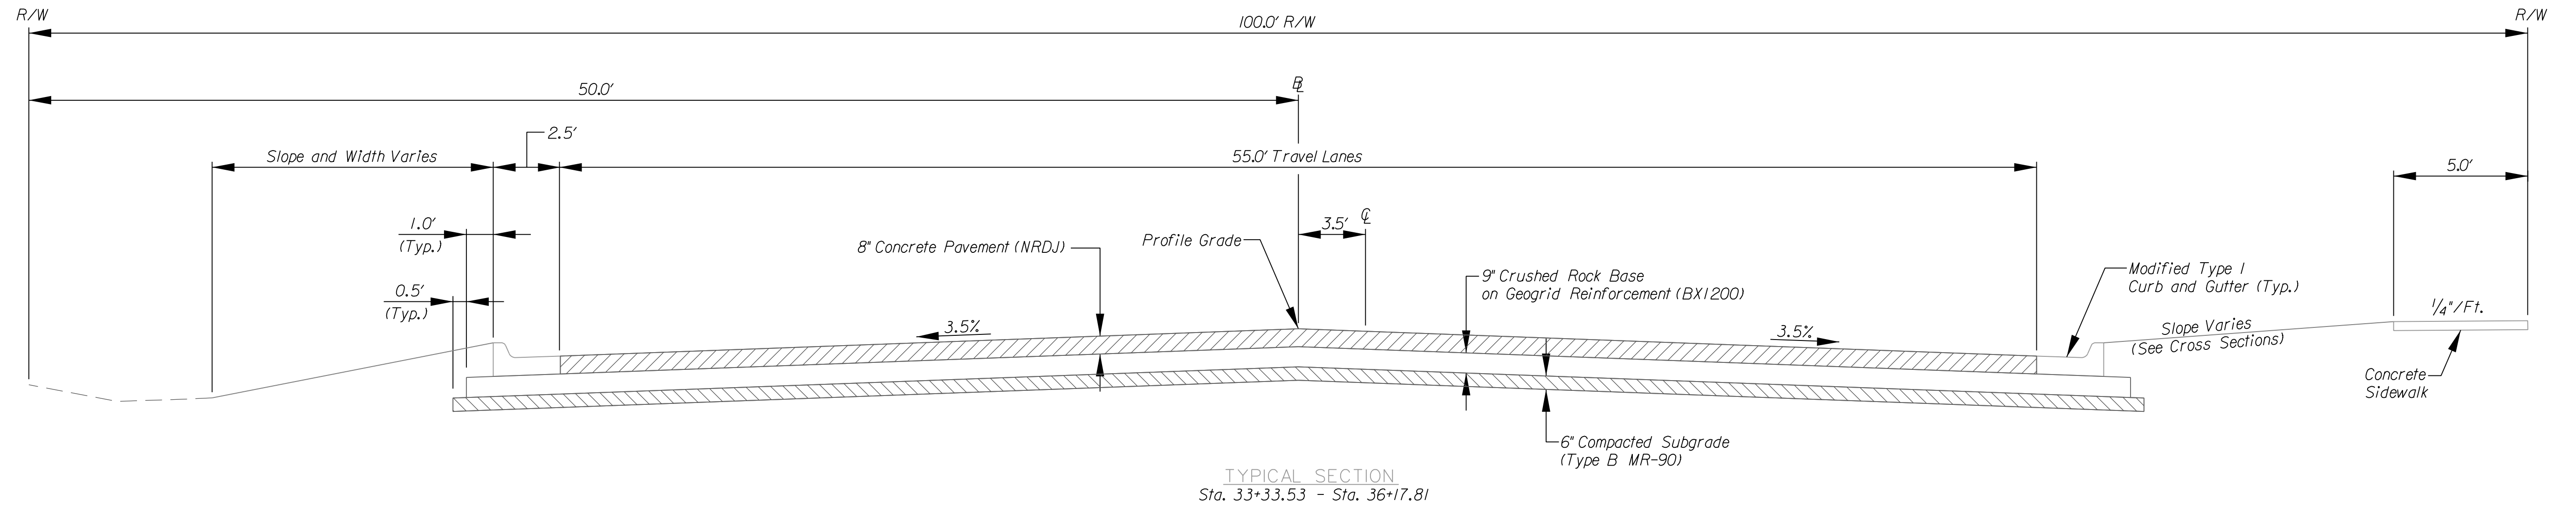 R/W
100.0' R/W
R/W
50.0'
℄
2.5'
Slope and Width Varies
55.0' Travel Lanes
5.0'
1.0'
(Typ.)
3.5'
℄
8" Concrete Pavement (NRDJ)
Profile Grade
9" Crushed Rock Base
on Geogrid Reinforcement (BX1200)
Modified Type I
Curb and Gutter (Typ.)
0.5'
(Typ.)
3.5%
3.5%
Slope Varies
(See Cross Sections)
1/4"/Ft.
Concrete
Sidewalk
6" Compacted Subgrade
(Type B MR-90)
TYPICAL SECTION
Sta. 33+33.53 - Sta. 36+17.81